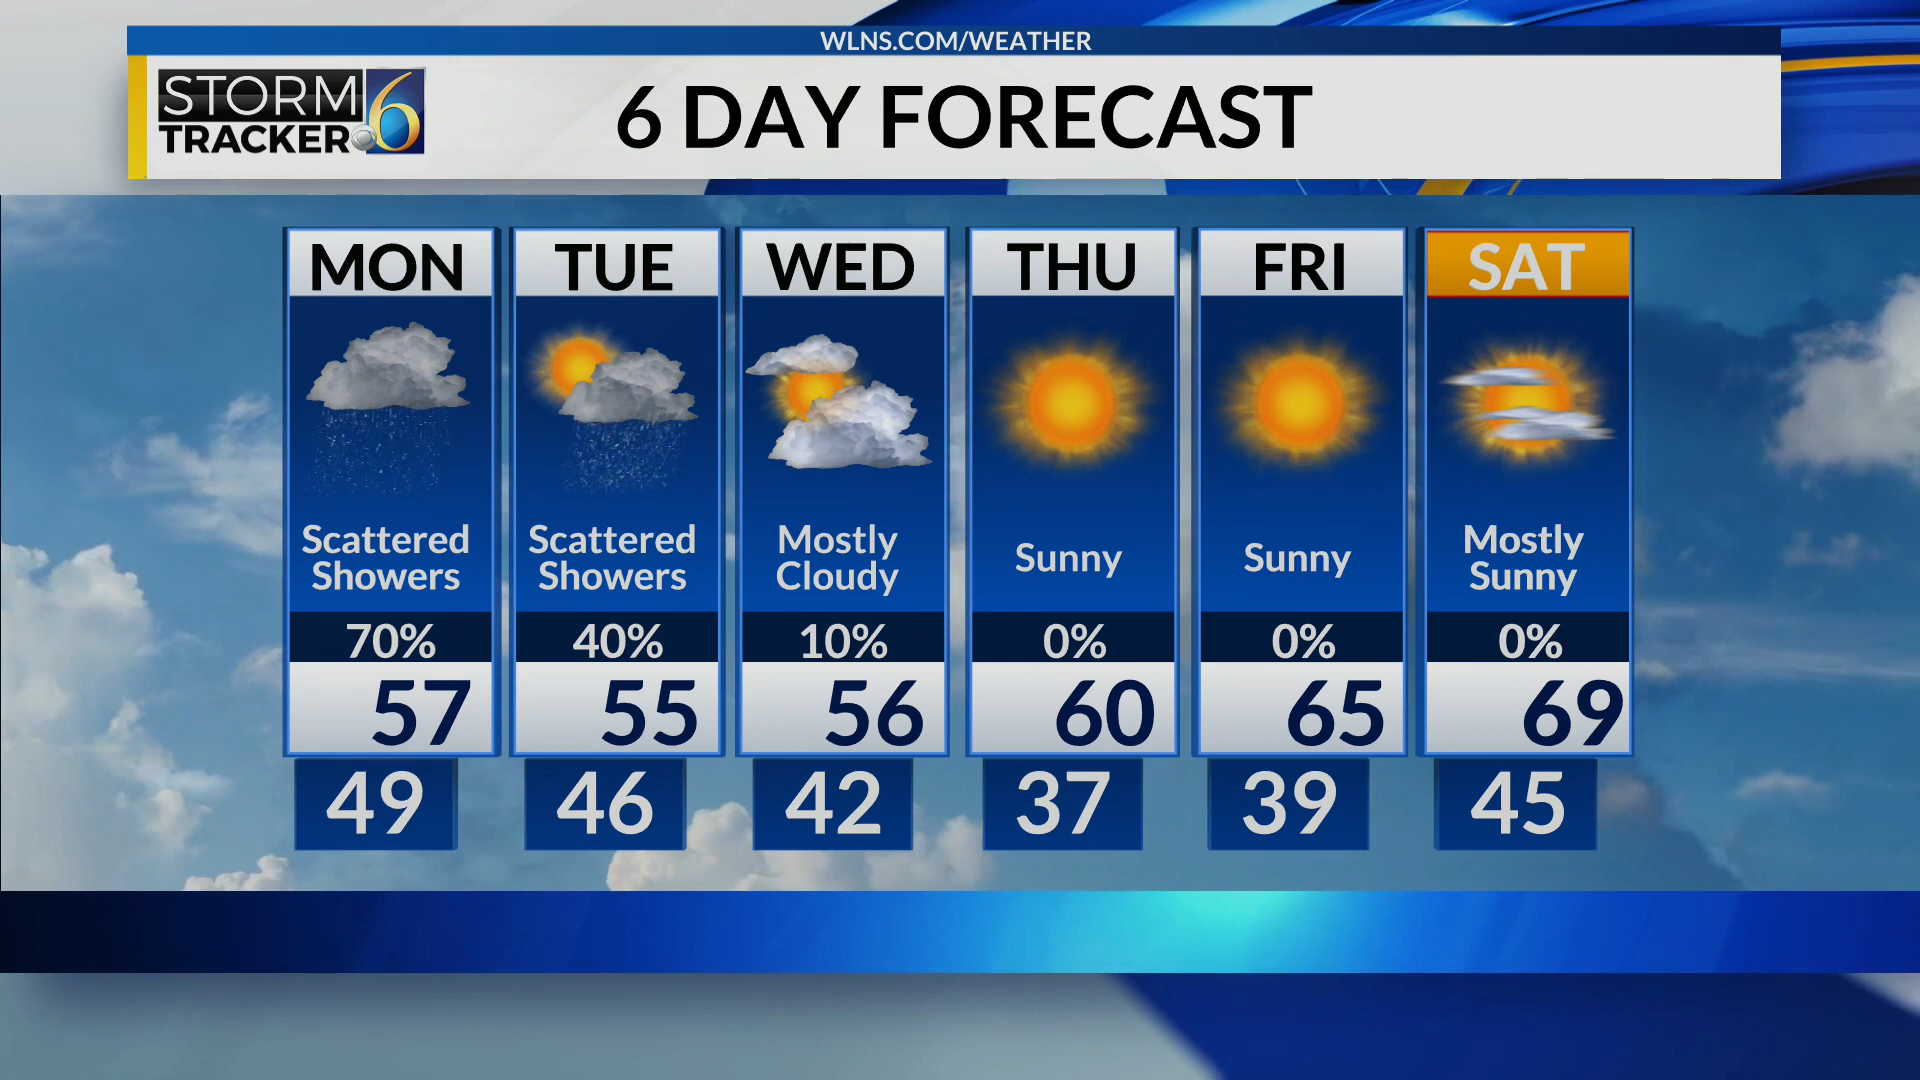 WLNS.COM/WEATHER
STORM
TRACKER 6
6 DAY FORECAST
MON TUE WED THU FRI SAT
Scattered Showers Scattered Showers Mostly Cloudy Sunny Sunny Mostly Sunny
70% 40% 10% 0% 0% 0%
57 55 56 60 65 69
49 46 42 37 39 45